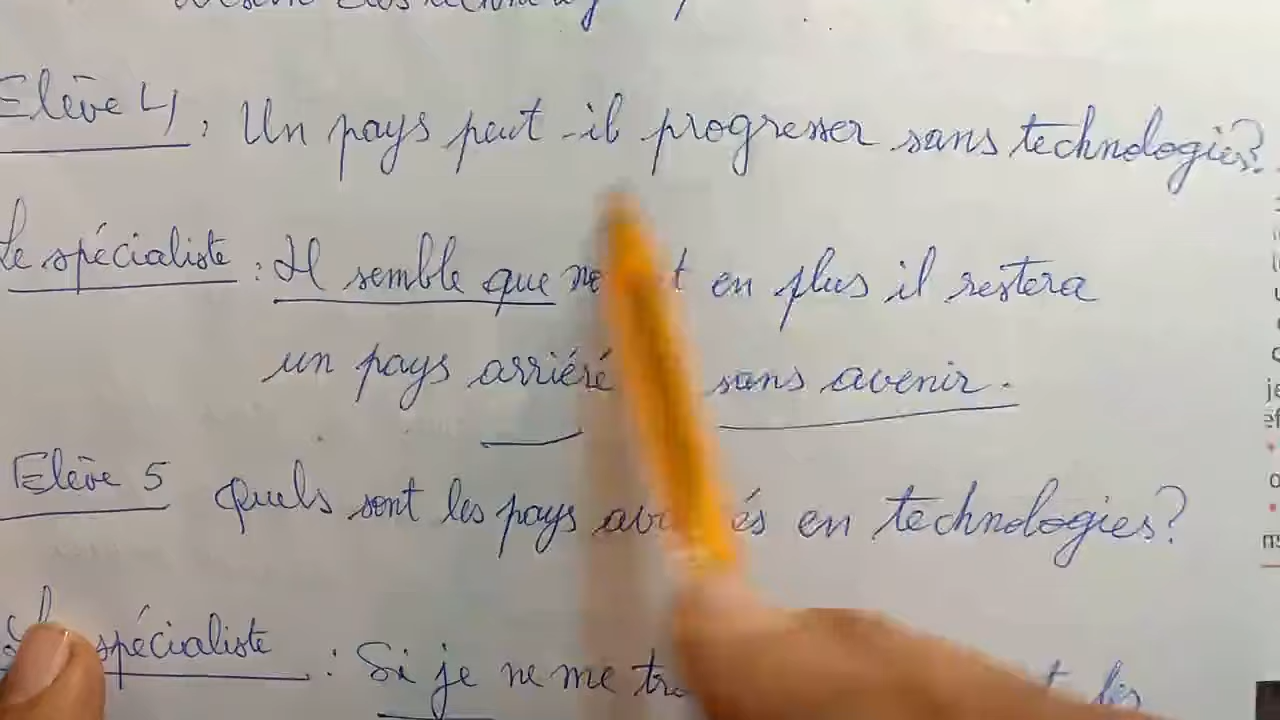 Elève 4, Un pays peut-il progresser sans technologies?
Le spécialiste : Il semble que en plus il restera
un pays arriéré sans avenir.
Elève 5 Quels sont les pays en technologies?
spécialiste : Si je ne me les